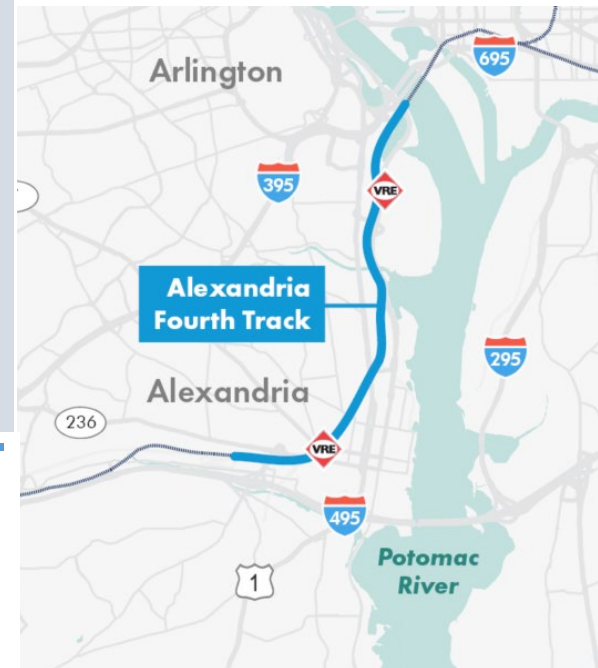 Arlington
695
395
VRE
Alexandria
Fourth Track
295
Alexandria
236
VRE
495
Potomac
River
1